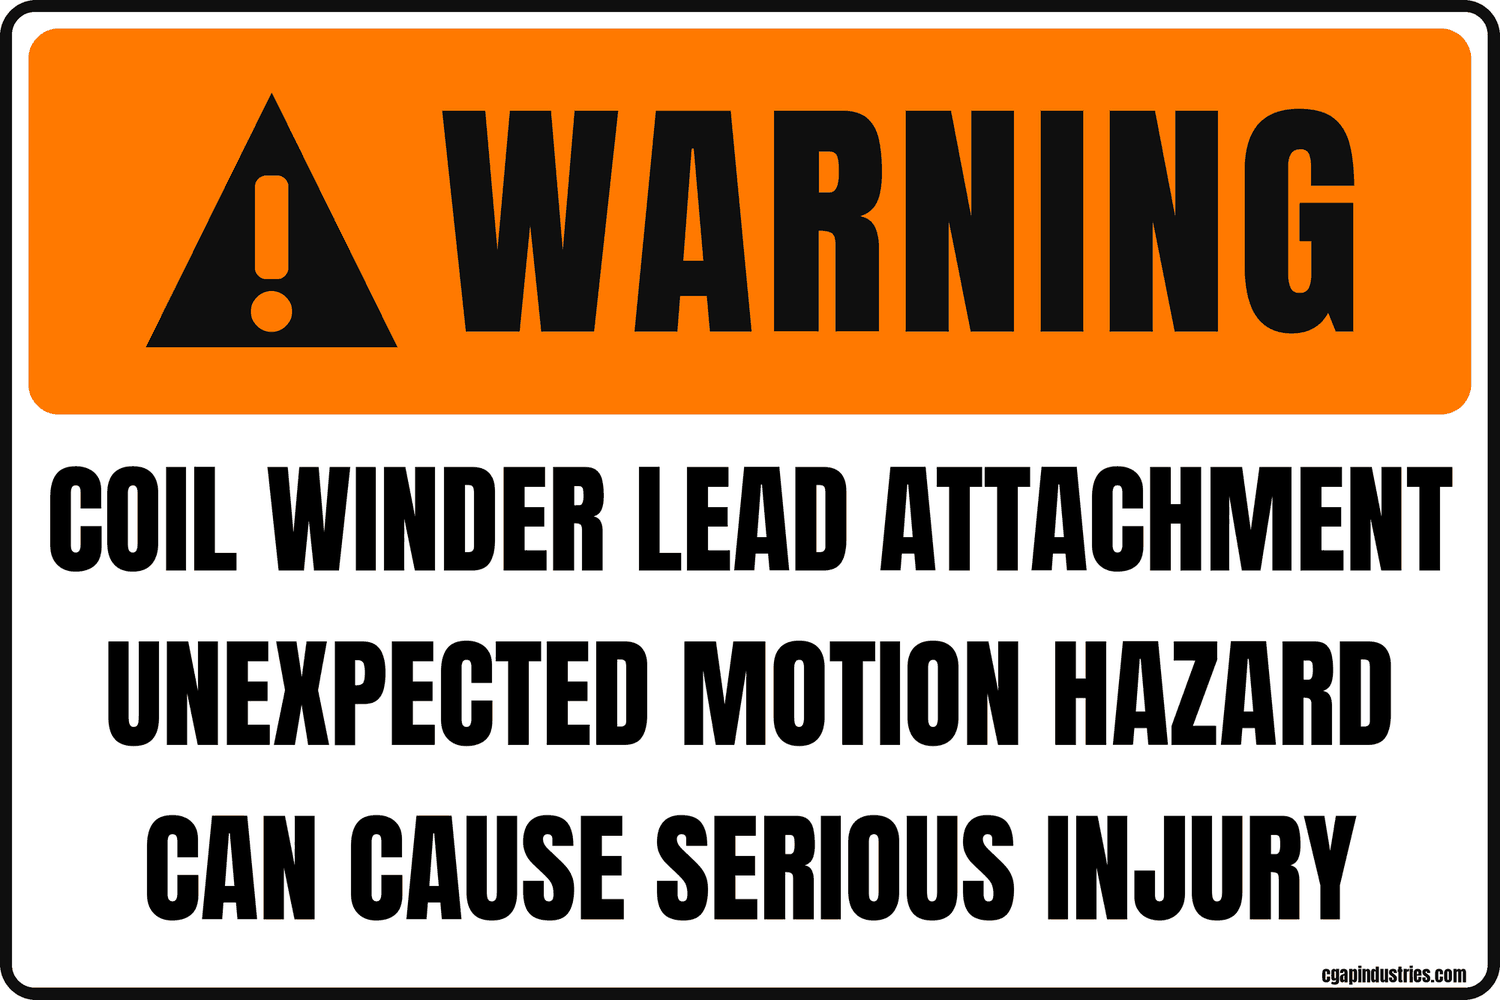 WARNING
COIL WINDER LEAD ATTACHMENT
UNEXPECTED MOTION HAZARD
CAN CAUSE SERIOUS INJURY
cgapindustries.com